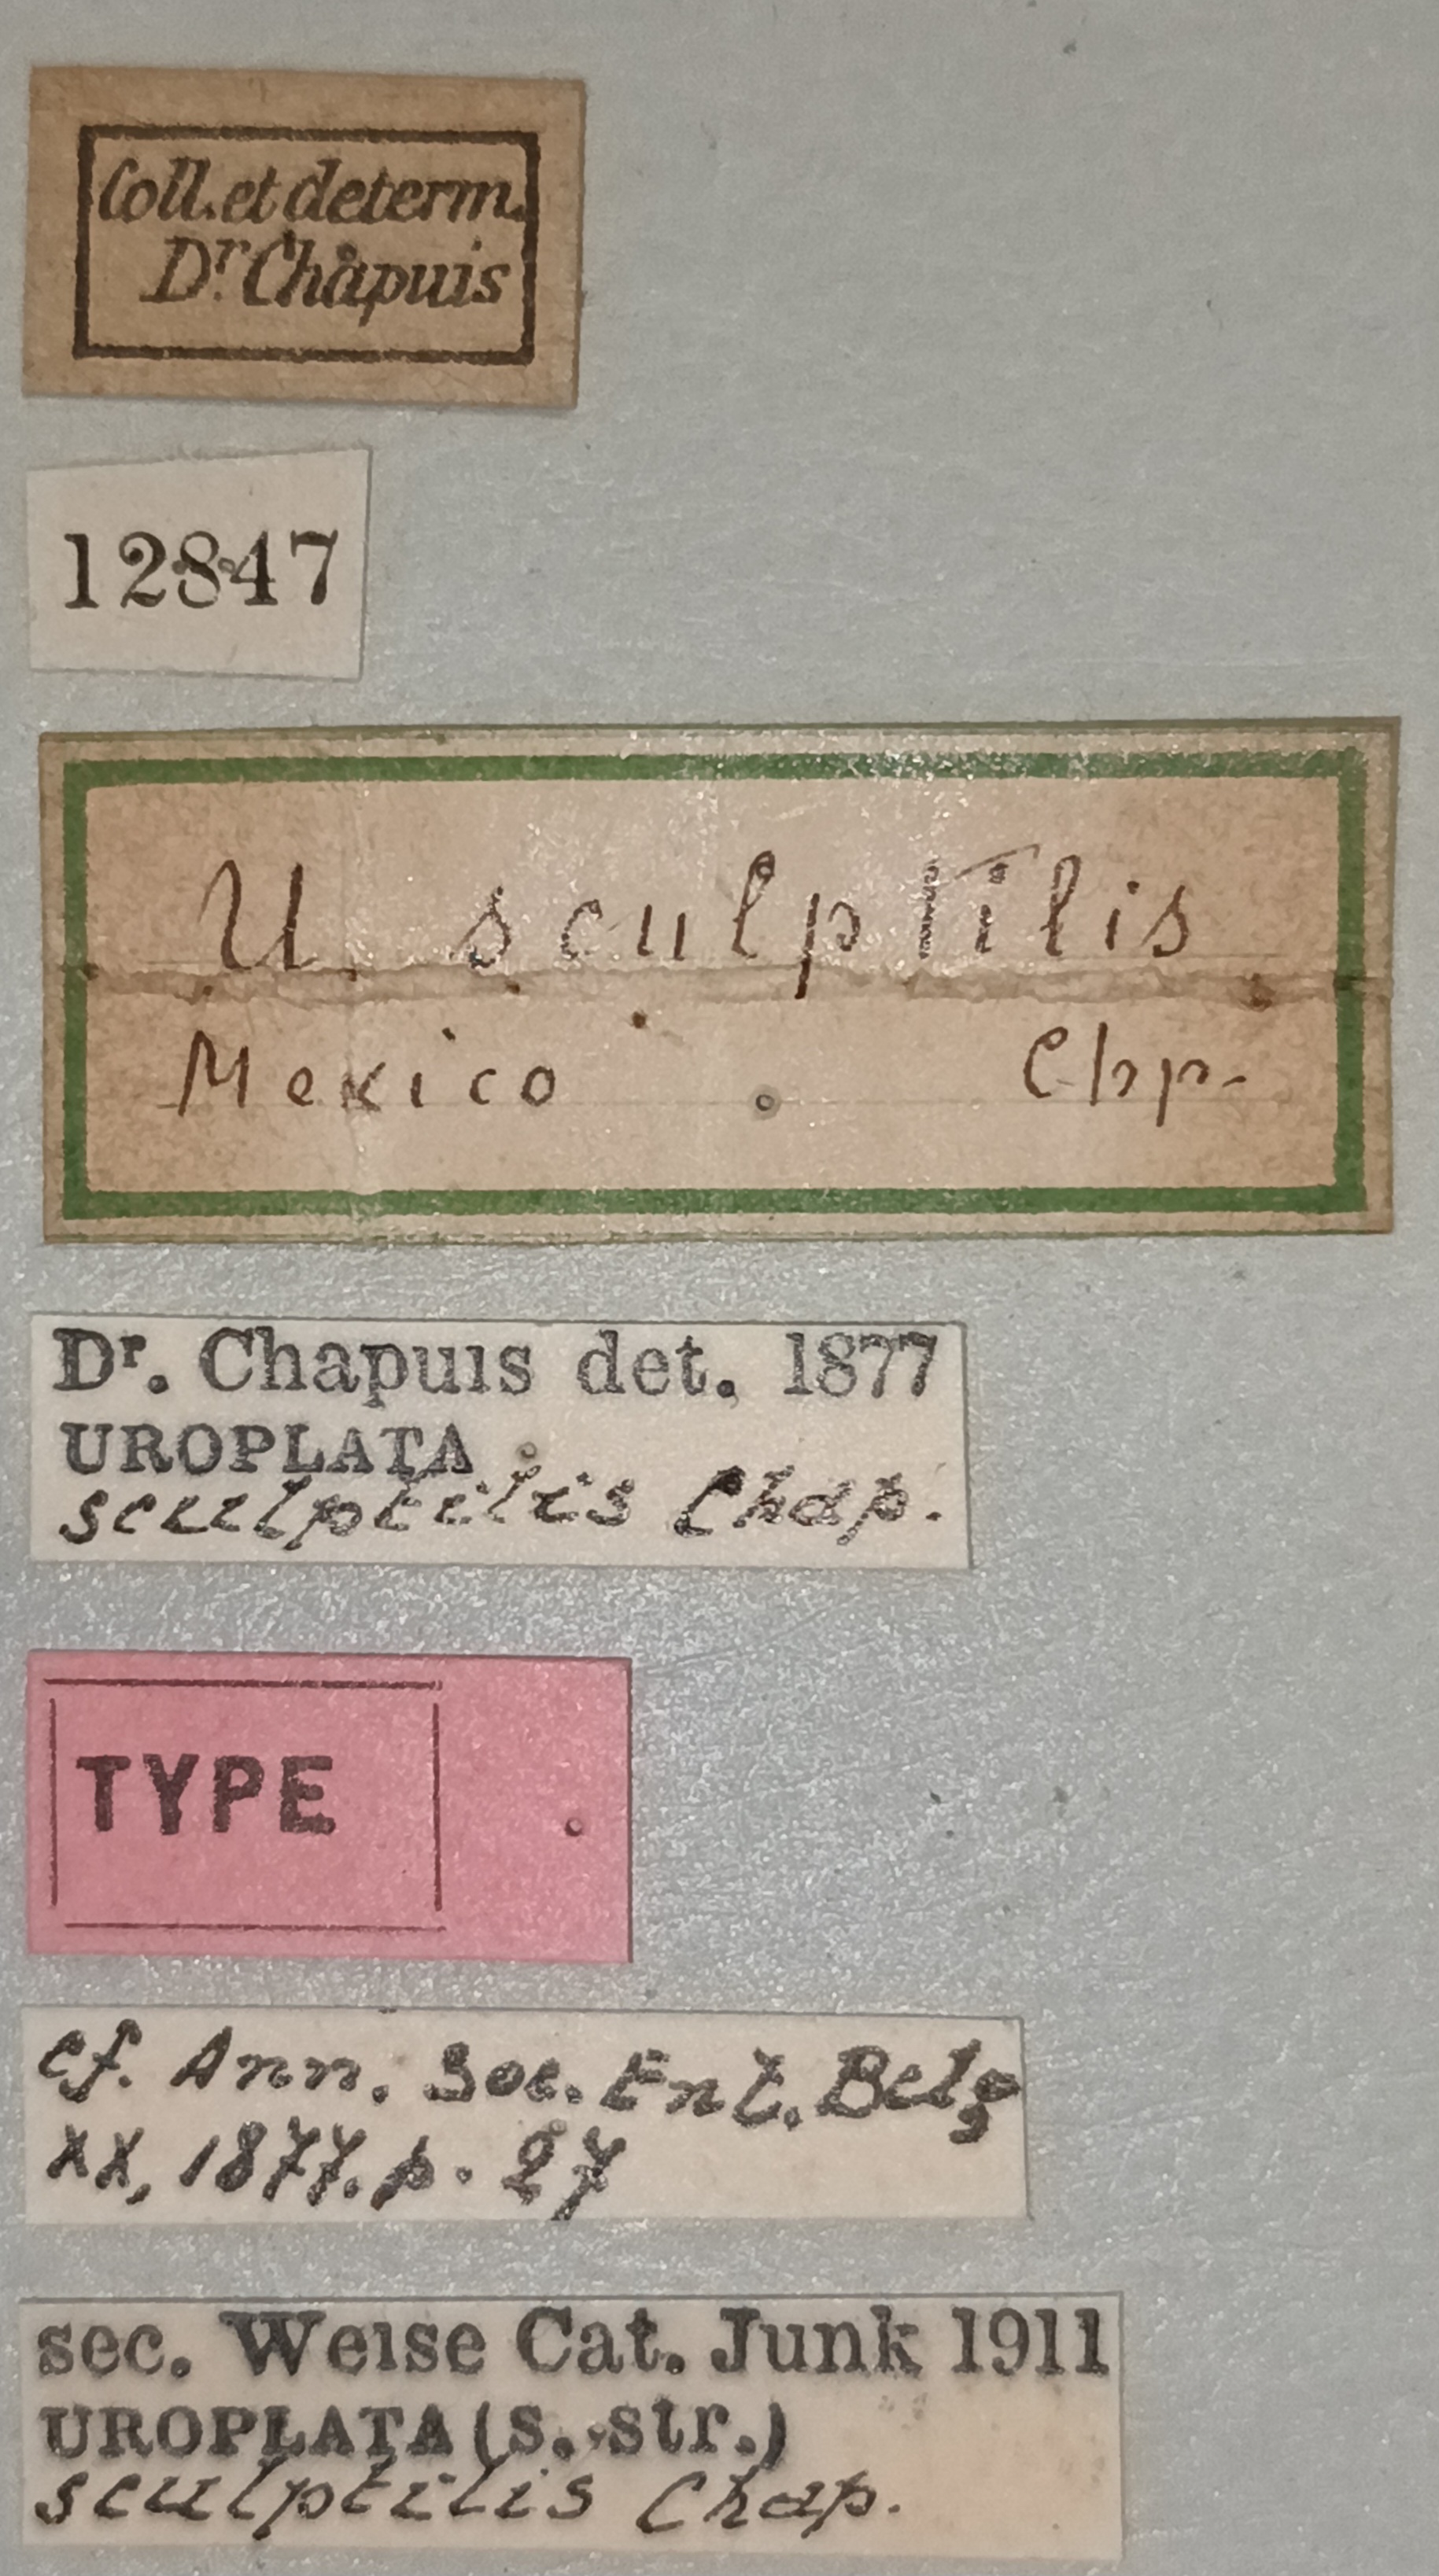 Coll. et determ.
Dr. Chapuis
12847
U. sculptilis
Mexico Chp.
Dr. Chapuis det. 1877
UROPLATA
sculptilis Chap.
TYPE
cf. Ann. Soc. Ent. Belg
XX, 1877. p. 27
sec. Weise Cat. Junk 1911
UROPLATA (s. str.)
sculptilis Chap.